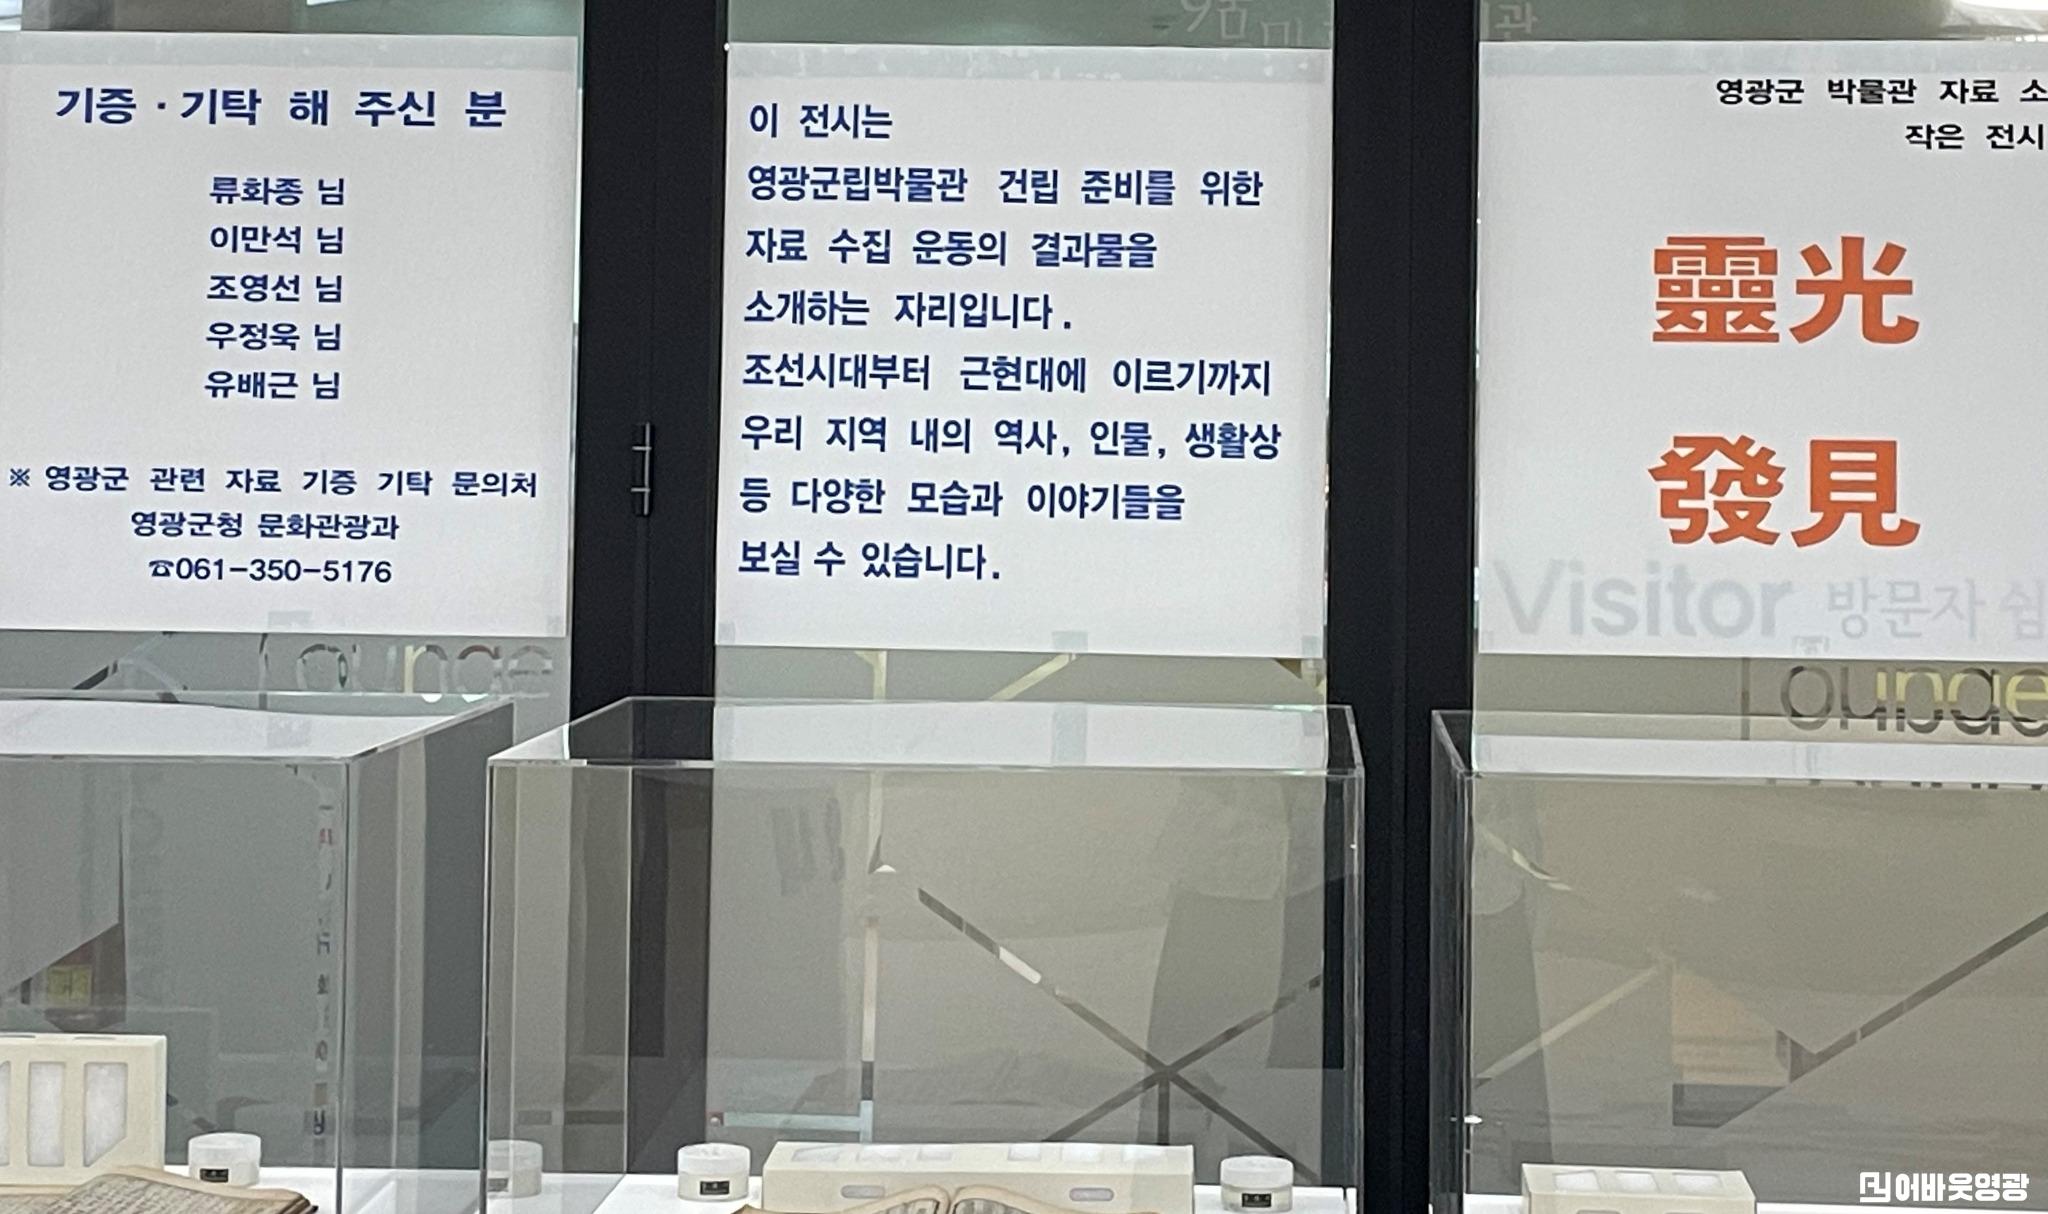 기증 · 기탁 해 주신 분
류화종 님
이만석 님
조영선 님
우정욱 님
유배근 님
※ 영광군 관련 자료 기증 기탁 문의처
영광군청 문화관광과
☎061-350-5176
이 전시는
영광군립박물관 건립 준비를 위한
자료 수집 운동의 결과물을
소개하는 자리입니다.
조선시대부터 근현대에 이르기까지
우리 지역 내의 역사, 인물, 생활상
등 다양한 모습과 이야기들을
보실 수 있습니다.
영광군 박물관 자료 소
작은 전시
靈光
發見
Visitor 방문자 쉼
Lounge
Lounge
어바웃영광